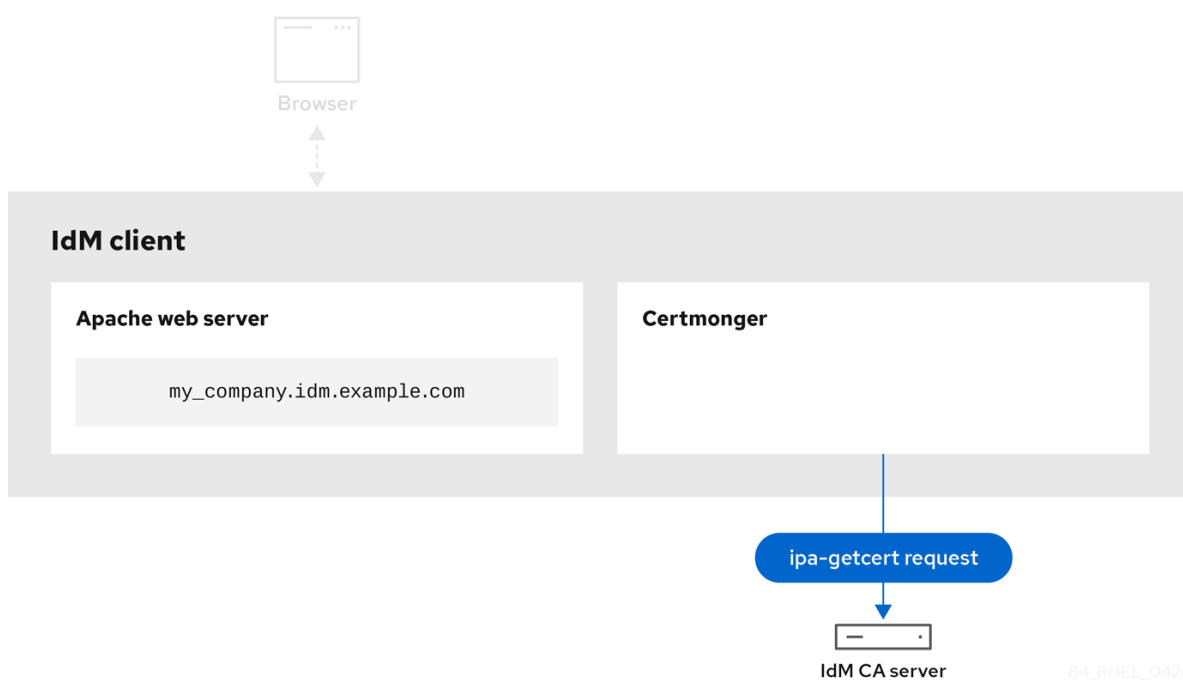 Browser
IdM client
Apache web server
Certmonger
my_company.idm.example.com
ipa-getcert request
IdM CA server